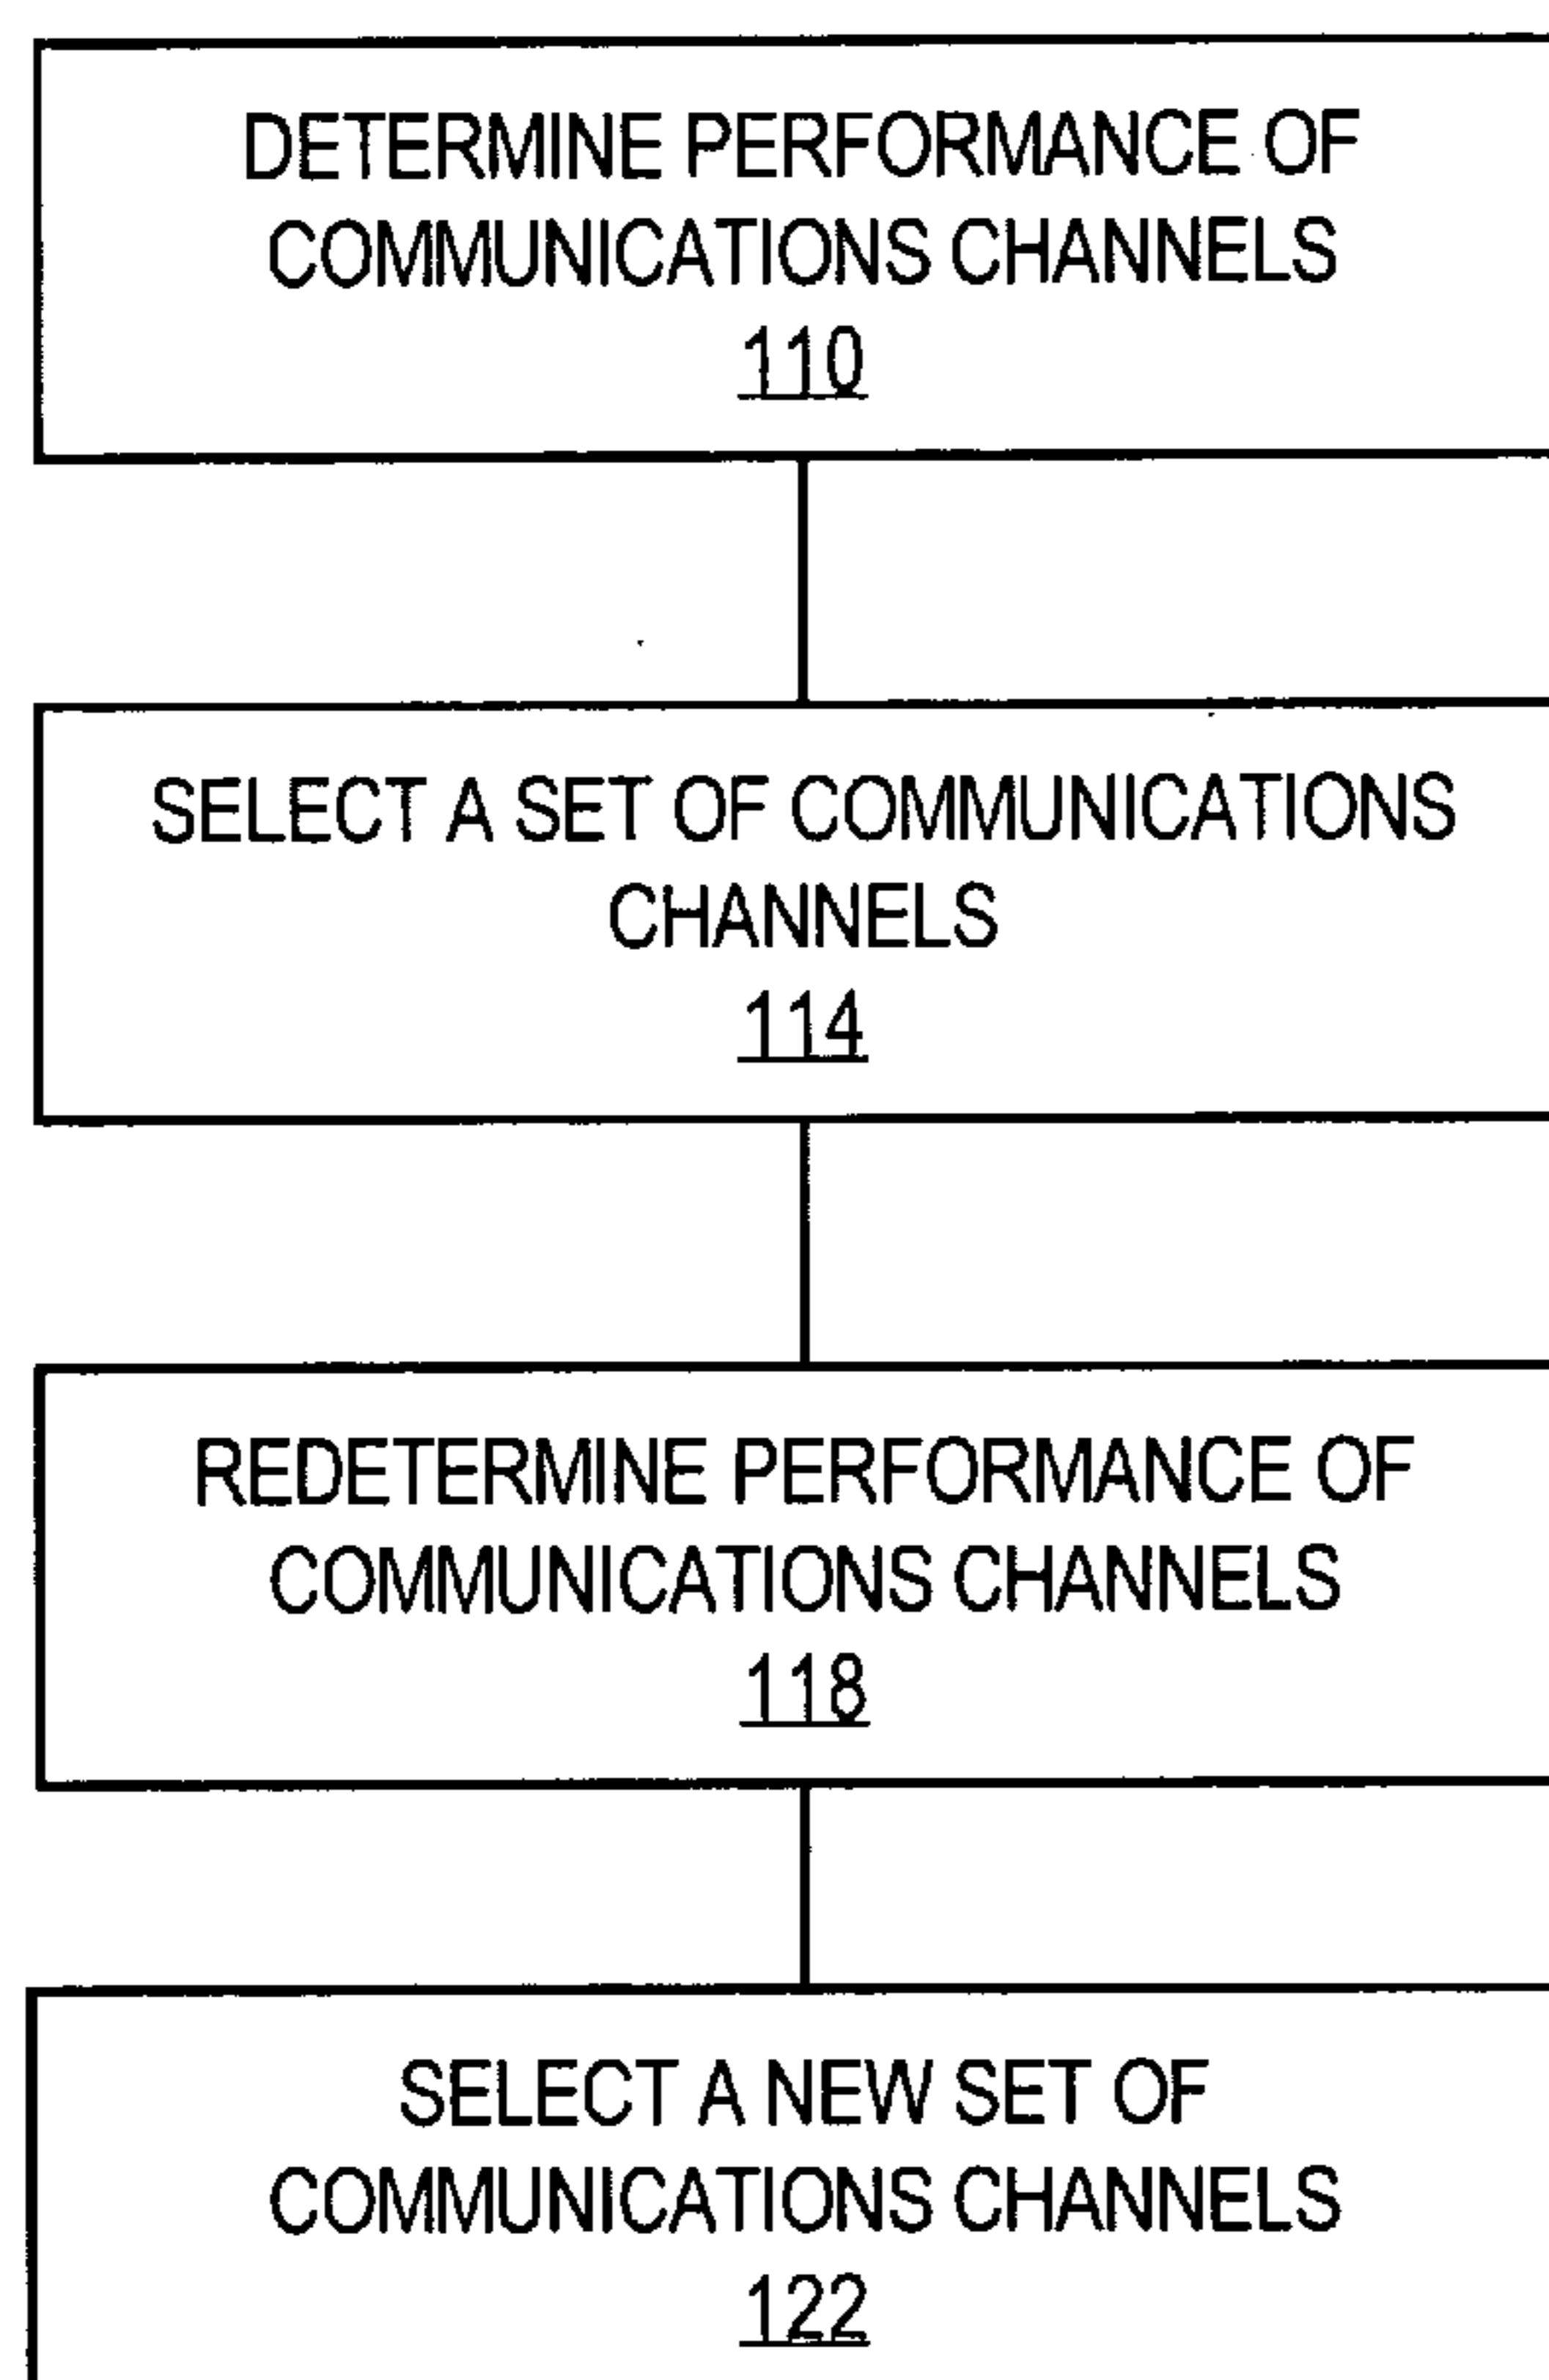 DETERMINE PERFORMANCE OF
COMMUNICATIONS CHANNELS
110
SELECT A SET OF COMMUNICATIONS
CHANNELS
114
REDETERMINE PERFORMANCE OF
COMMUNICATIONS CHANNELS
118
SELECT A NEW SET OF
COMMUNICATIONS CHANNELS
122